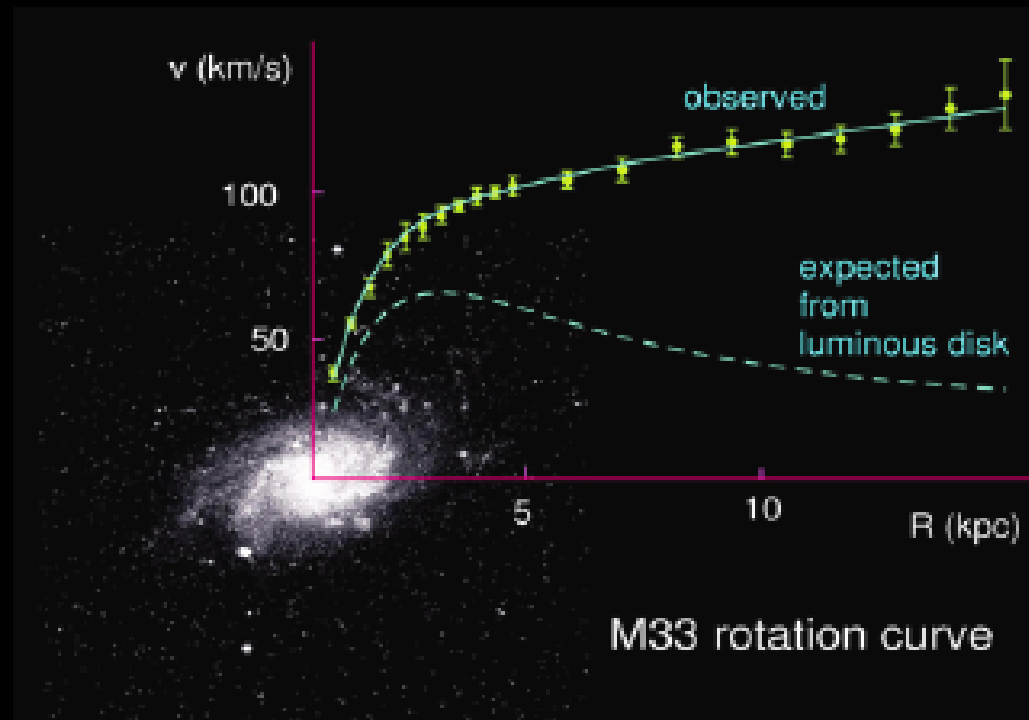 v (km/s)
observed
100
expected
from
luminous disk
50
5
10
R (kpc)
M33 rotation curve